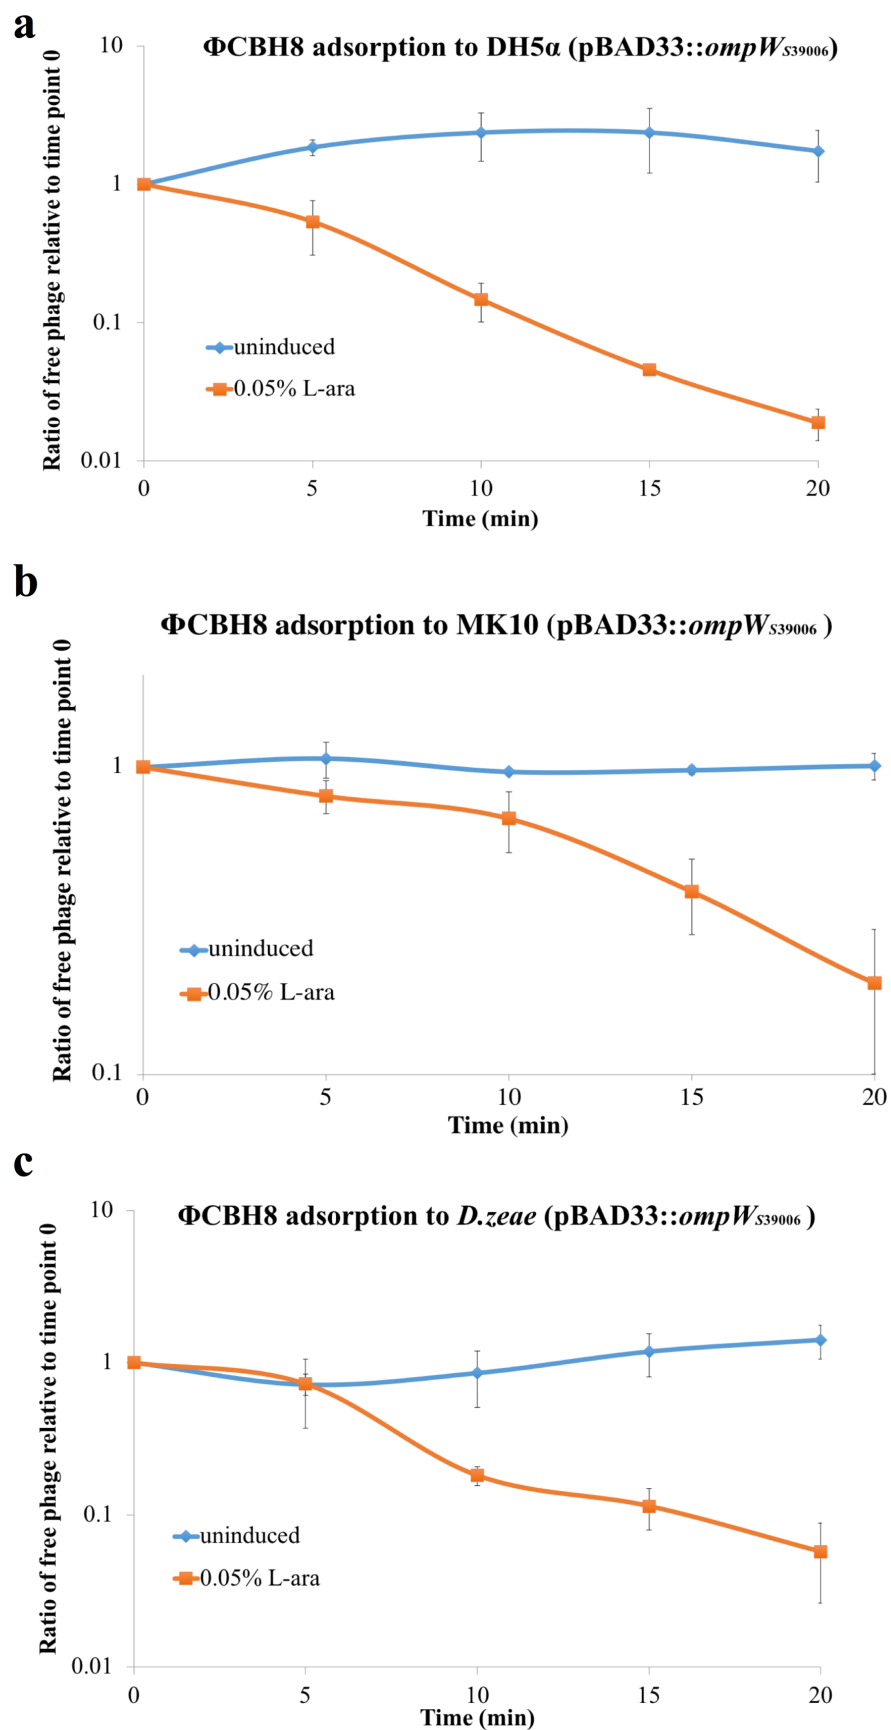 a
ΦCBH8 adsorption to DH5α (pBAD33::ompWS39006)
Ratio of free phage relative to time point 0
10
1
0.1
0.01
uninduced
0.05% L-ara
0 5 10 15 20
Time (min)
b
ΦCBH8 adsorption to MK10 (pBAD33::ompWS39006 )
Ratio of free phage relative to time point 0
1
0.1
uninduced
0.05% L-ara
0 5 10 15 20
Time (min)
c
ΦCBH8 adsorption to D.zeae (pBAD33::ompWS39006 )
Ratio of free phage relative to time point 0
10
1
0.1
0.01
uninduced
0.05% L-ara
0 5 10 15 20
Time (min)